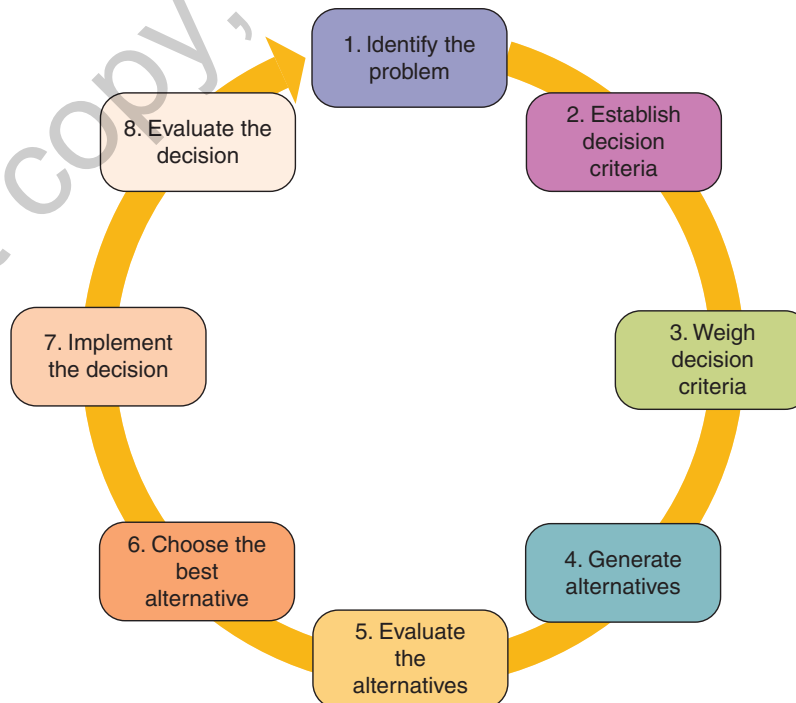 copy,
1. Identify the
problem
2. Establish
decision
criteria
3. Weigh
decision
criteria
4. Generate
alternatives
5. Evaluate
the
alternatives
6. Choose the
best
alternative
7. Implement
the decision
8. Evaluate the
decision